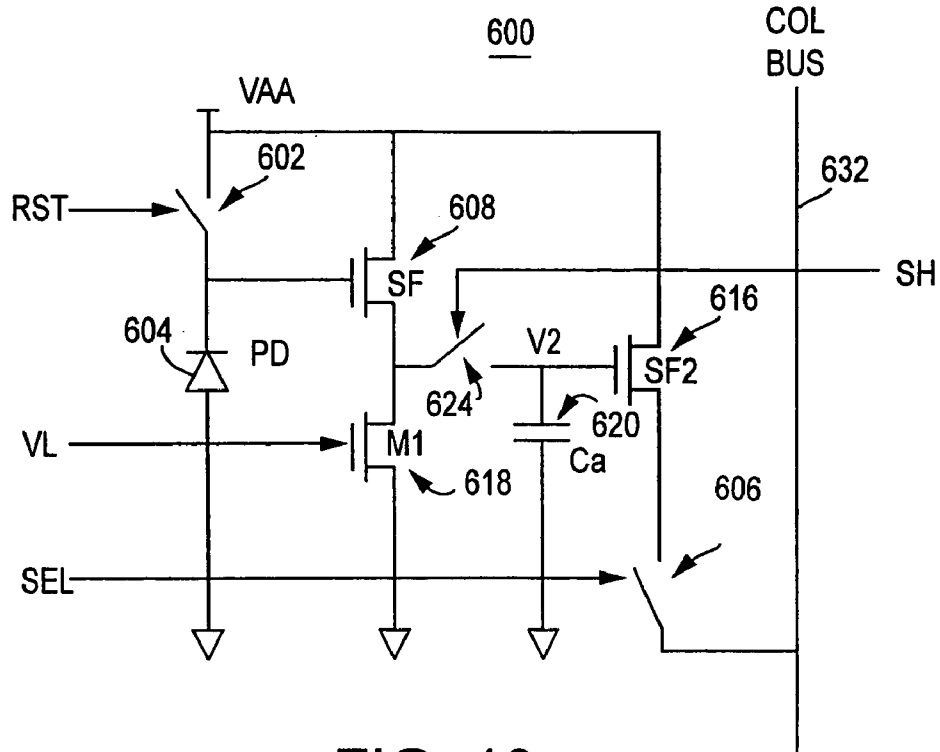 600
COL
BUS
VAA
602
632
RST
608
SF
SH
616
604
PD
V2
SF2
624
620
VL
M1
Ca
618
606
SEL